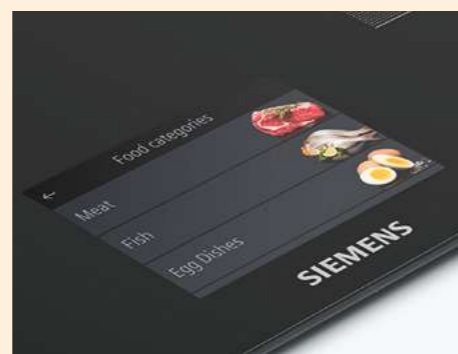 ←
Food categories
Meat
Fish
Egg Dishes
SIEMENS